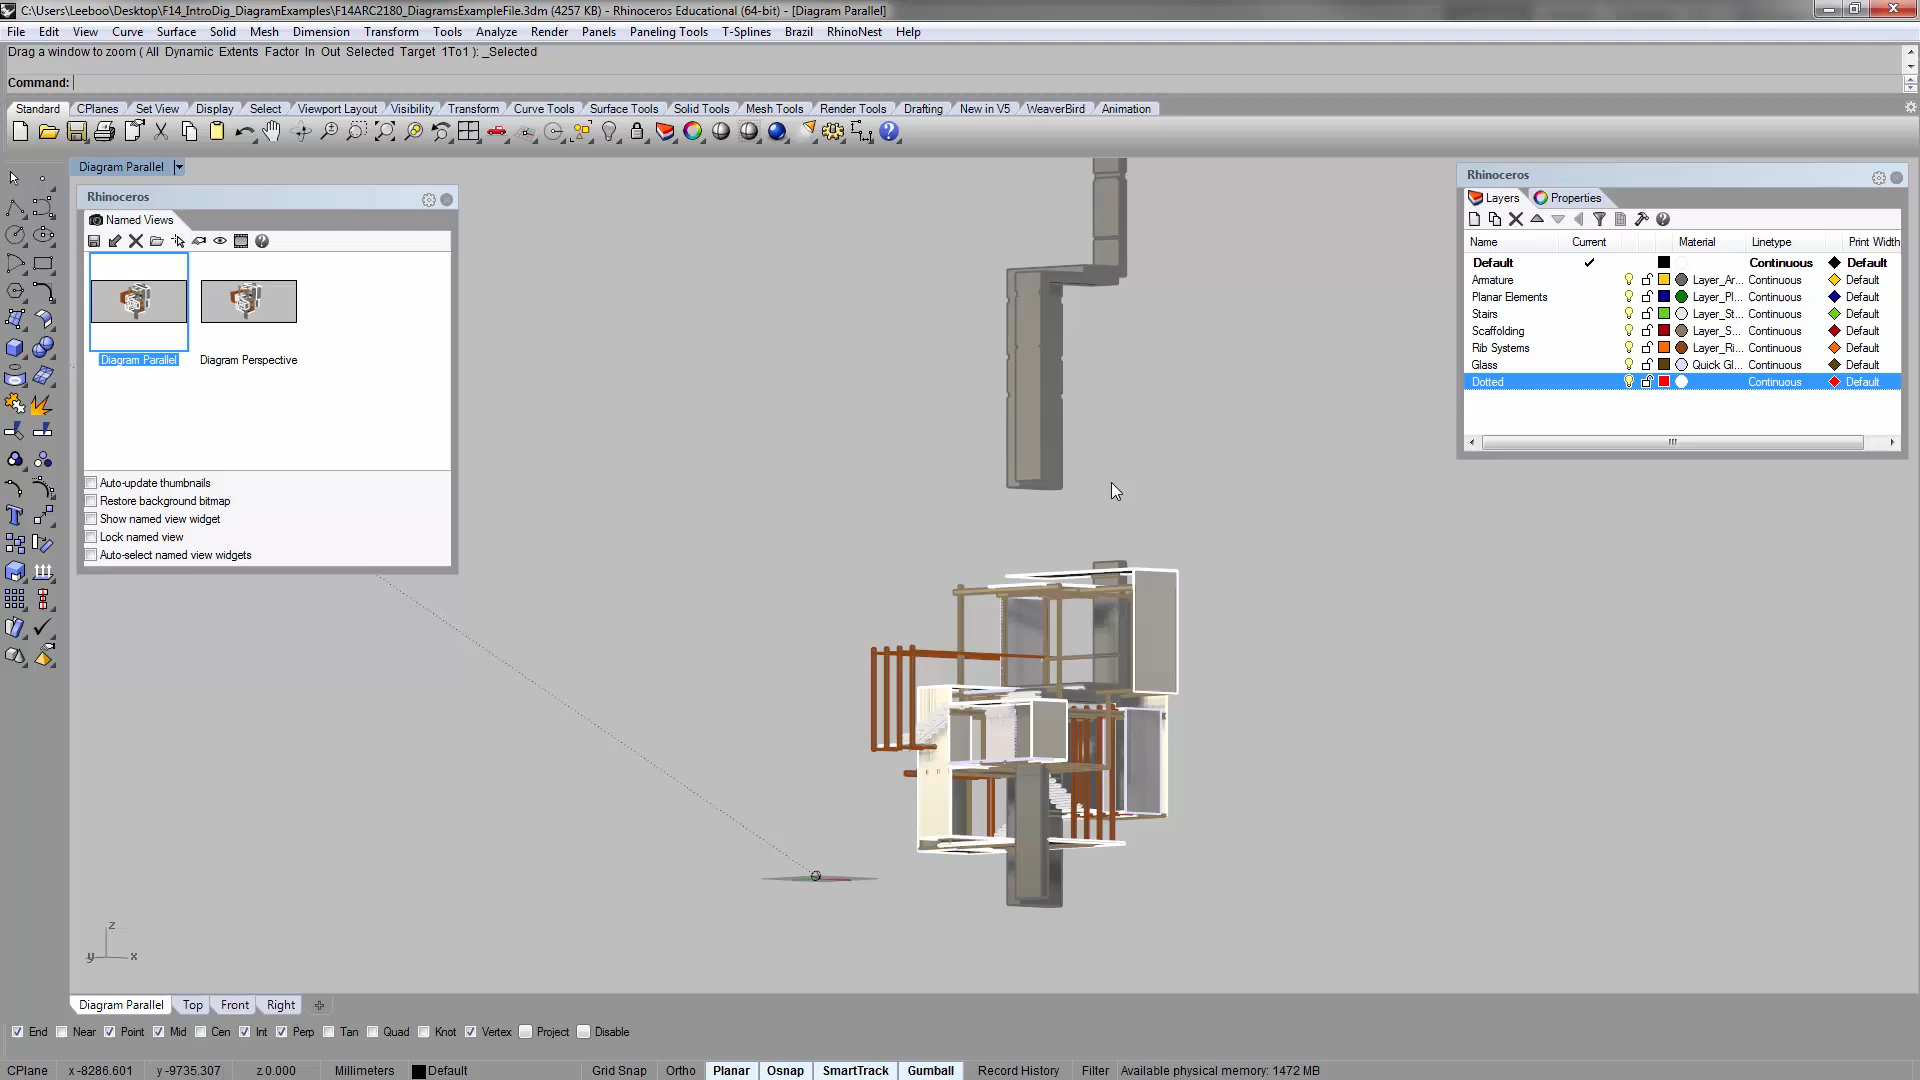 C:\Users\Leeboo\Desktop\F14_IntroDig_DiagramExamples\F14ARC2180_DiagramsExampleFile.3dm (4257 KB) - Rhinoceros Educational (64-bit) - [Diagram Parallel]
File Edit View Curve Surface Solid Mesh Dimension Transform Tools Analyze Render Panels Paneling Tools T-Splines Brazil RhinoNest Help
Drag a window to zoom ( All Dynamic Extents Factor In Out Selected Target 1To1 ): _Selected
Command:
Standard CPlanes Set View Display Select Viewport Layout Visibility Transform Curve Tools Surface Tools Solid Tools Mesh Tools Render Tools Drafting New in V5 WeaverBird Animation
Diagram Parallel
Rhinoceros
Named Views
Diagram Parallel Diagram Perspective
Auto-update thumbnails
Restore background bitmap
Show named view widget
Lock named view
Auto-select named view widgets
Rhinoceros
Layers Properties
Name Current Material Linetype Print Width
Default Continuous Default
Armature Layer_Ar... Continuous Default
Planar Elements Layer_Pl... Continuous Default
Stairs Layer_St... Continuous Default
Scaffolding Layer_S... Continuous Default
Rib Systems Layer_Ri... Continuous Default
Glass Quick Gl... Continuous Default
Dotted Continuous Default
z
y x
Diagram Parallel Top Front Right
End Near Point Mid Cen Int Perp Tan Quad Knot Vertex Project Disable
CPlane x -8286.601 y -9735.307 z 0.000 Millimeters Default Grid Snap Ortho Planar Osnap SmartTrack Gumball Record History Filter Available physical memory: 1472 MB